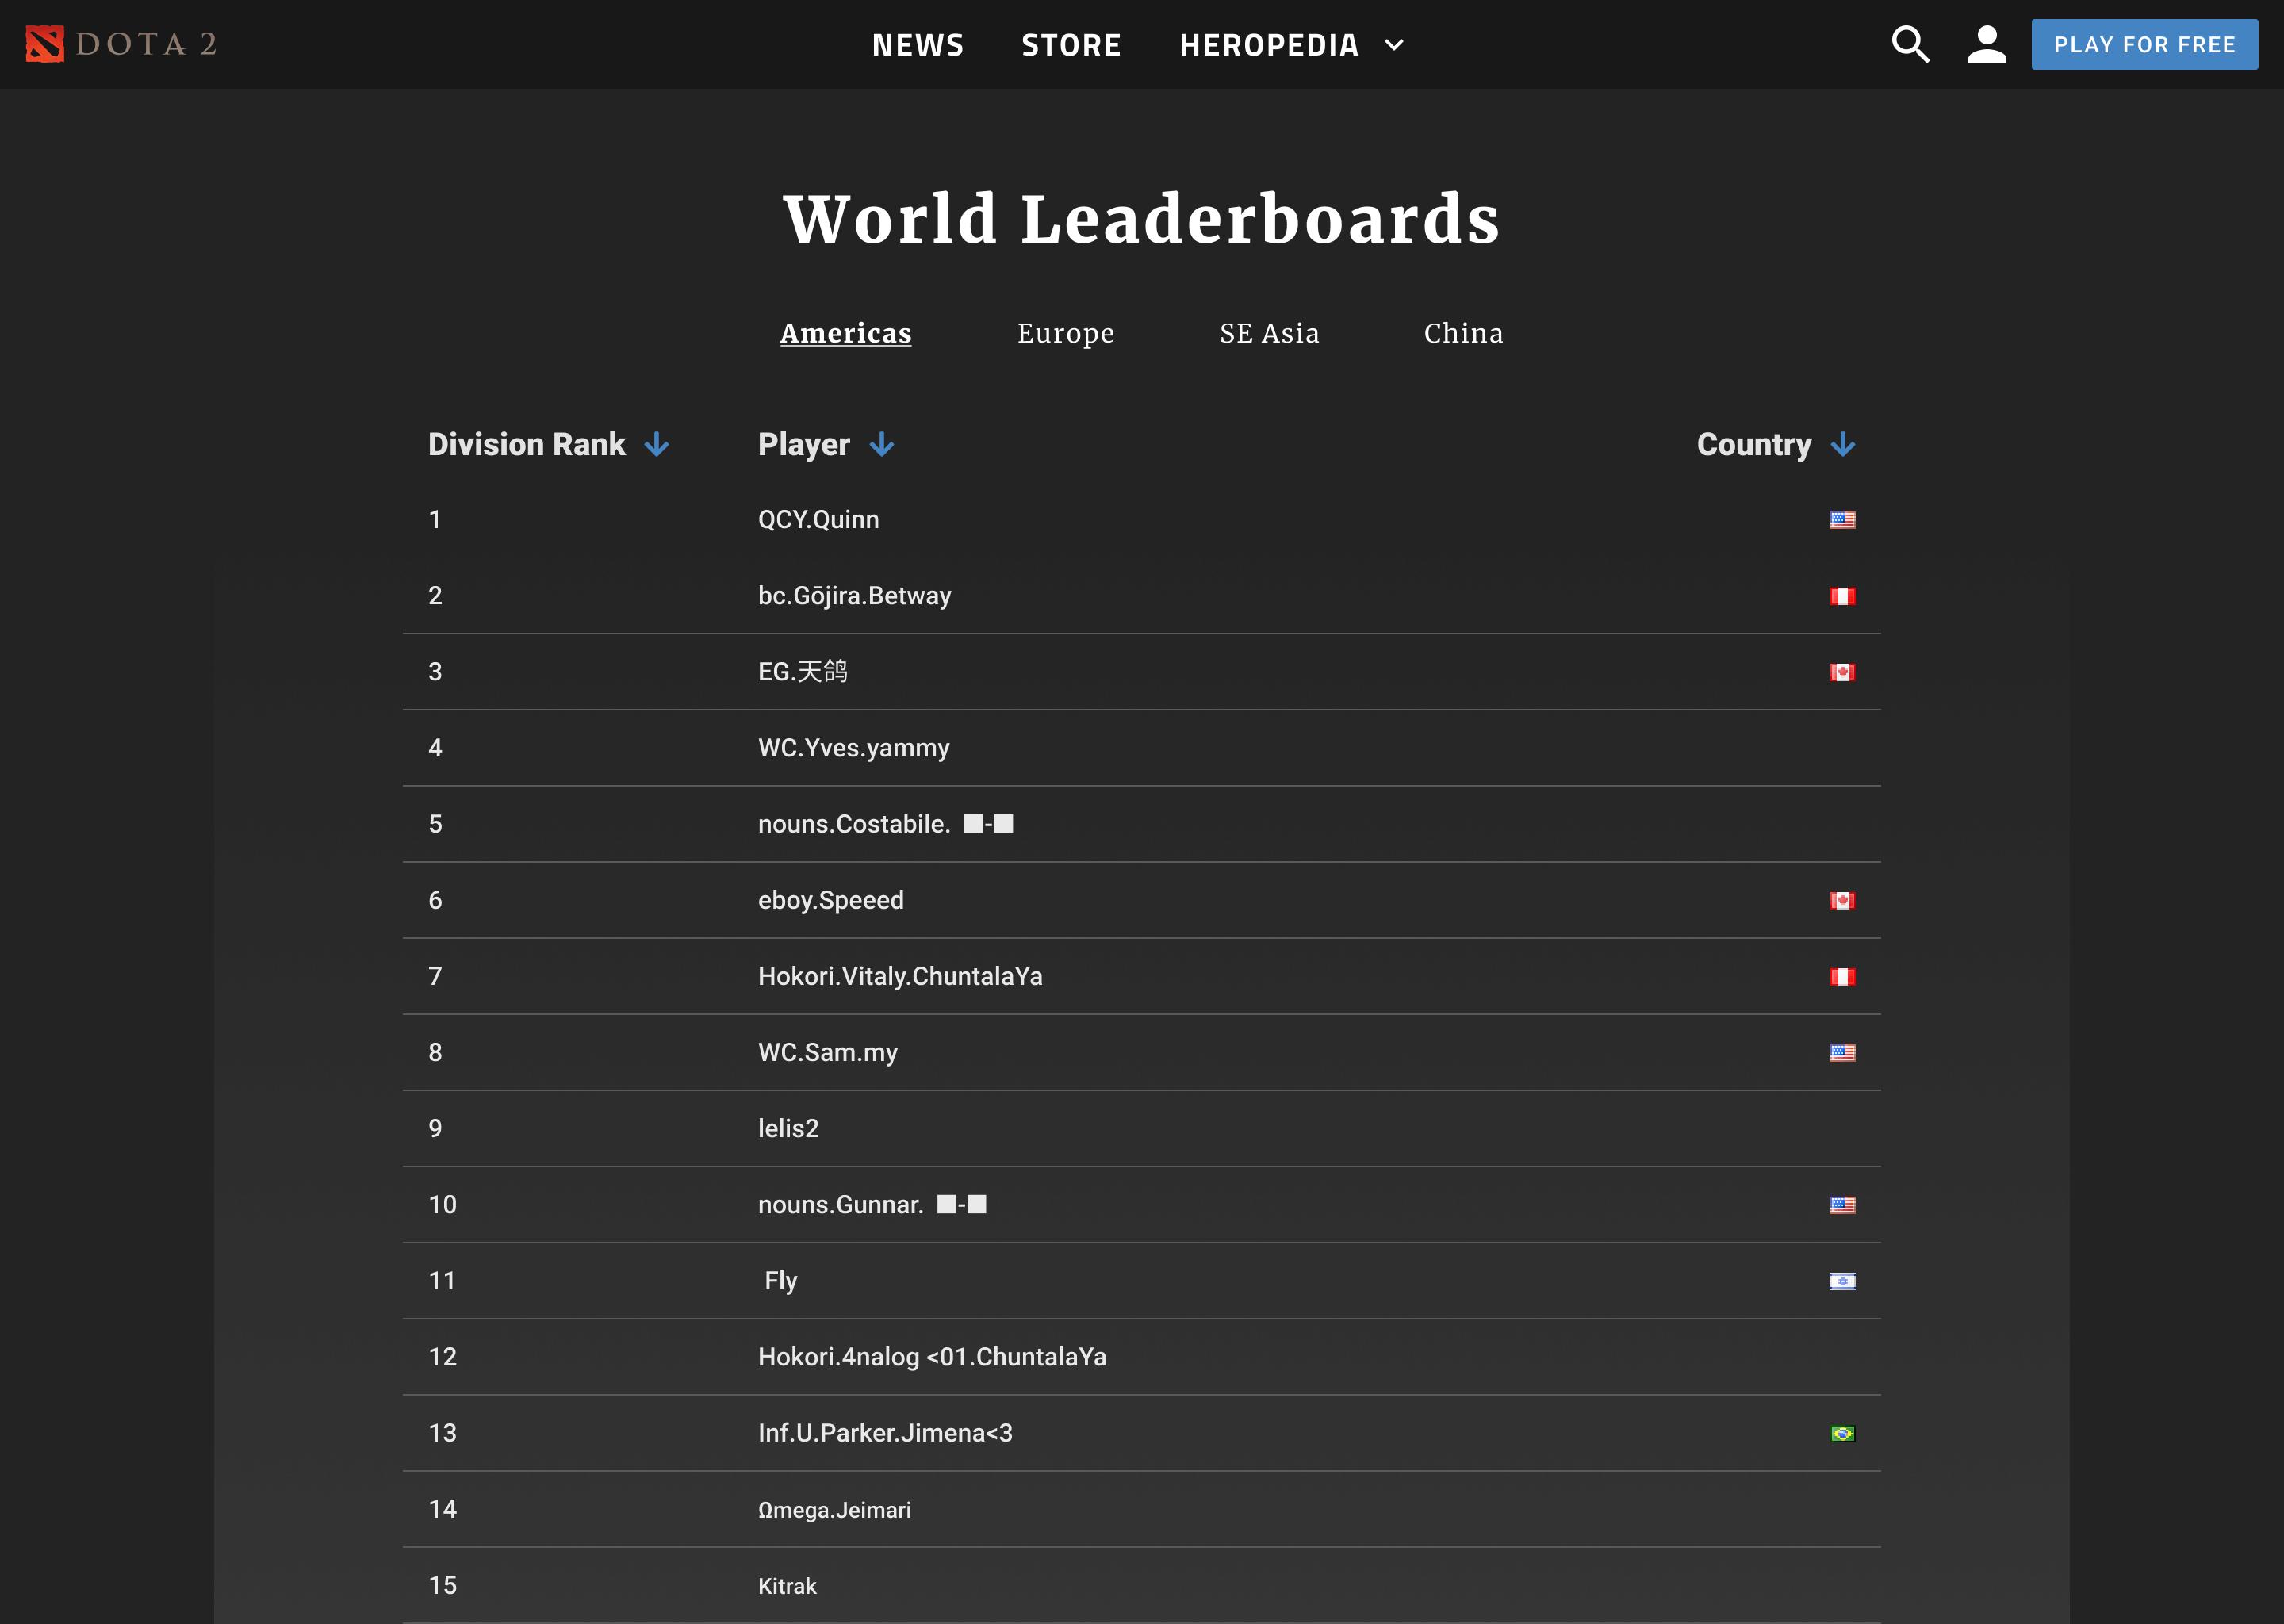 DOTA 2
NEWS STORE HEROPEDIA
PLAY FOR FREE
World Leaderboards
Americas Europe SE Asia China
Division Rank Player Country
1 QCY.Quinn
2 bc.Gōjira.Betway
3 EG.天鸽
4 WC.Yves.yammy
5 nouns.Costabile. ■-■
6 eboy.Speeed
7 Hokori.Vitaly.ChuntalaYa
8 WC.Sam.my
9 lelis2
10 nouns.Gunnar. ■-■
11 Fly
12 Hokori.4nalog <01.ChuntalaYa
13 Inf.U.Parker.Jimena<3
14 Ωmega.Jeimari
15 Kitrak